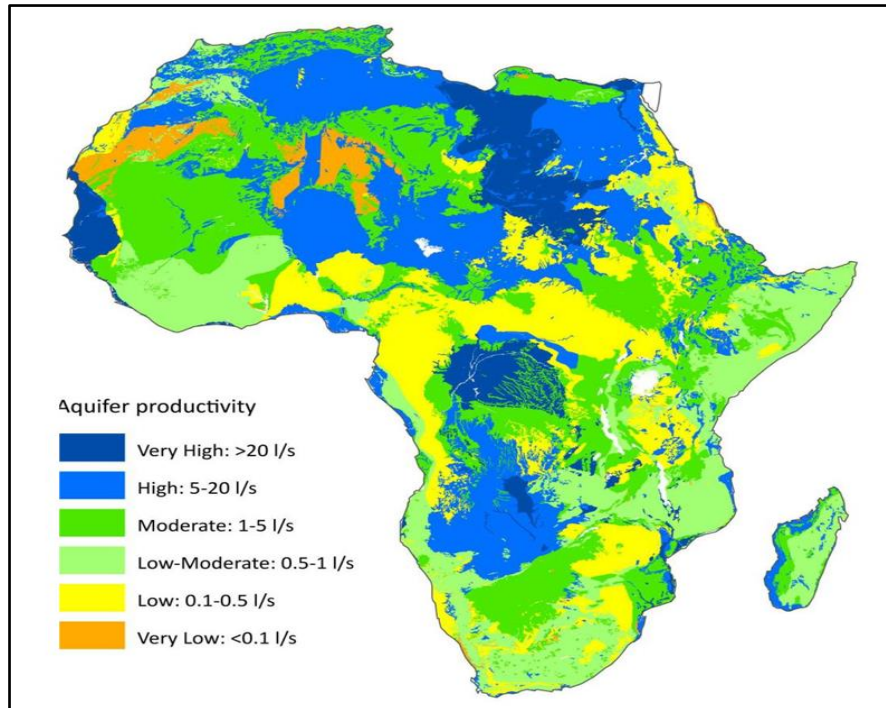 Aquifer productivity
Very High: >20 l/s
High: 5-20 l/s
Moderate: 1-5 l/s
Low-Moderate: 0.5-1 l/s
Low: 0.1-0.5 l/s
Very Low: <0.1 l/s